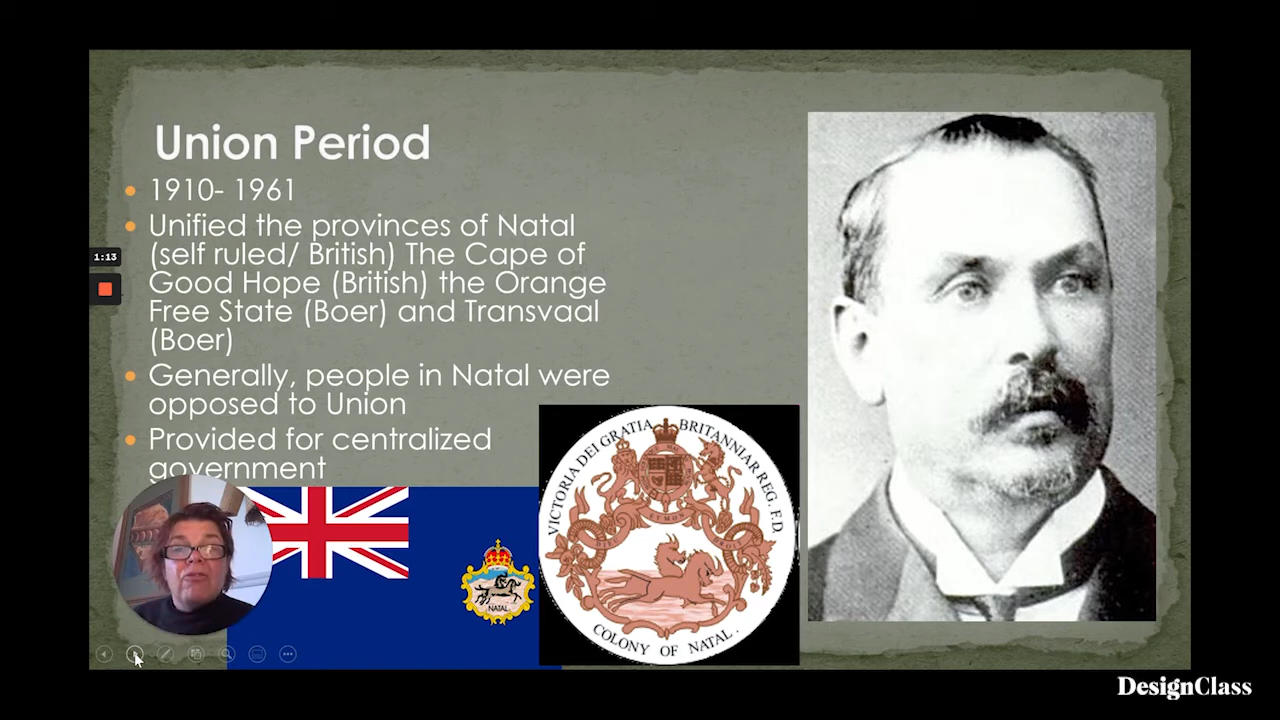 Union Period
1910- 1961
Unified the provinces of Natal
(self ruled/ British) The Cape of
Good Hope (British) the Orange
Free State (Boer) and Transvaal
(Boer)
Generally, people in Natal were
opposed to Union
Provided for centralized
government
1:13
NATAL
VICTORIA DEI GRATIA BRITANNIAR REG. F.D.
COLONY OF NATAL.
DesignClass